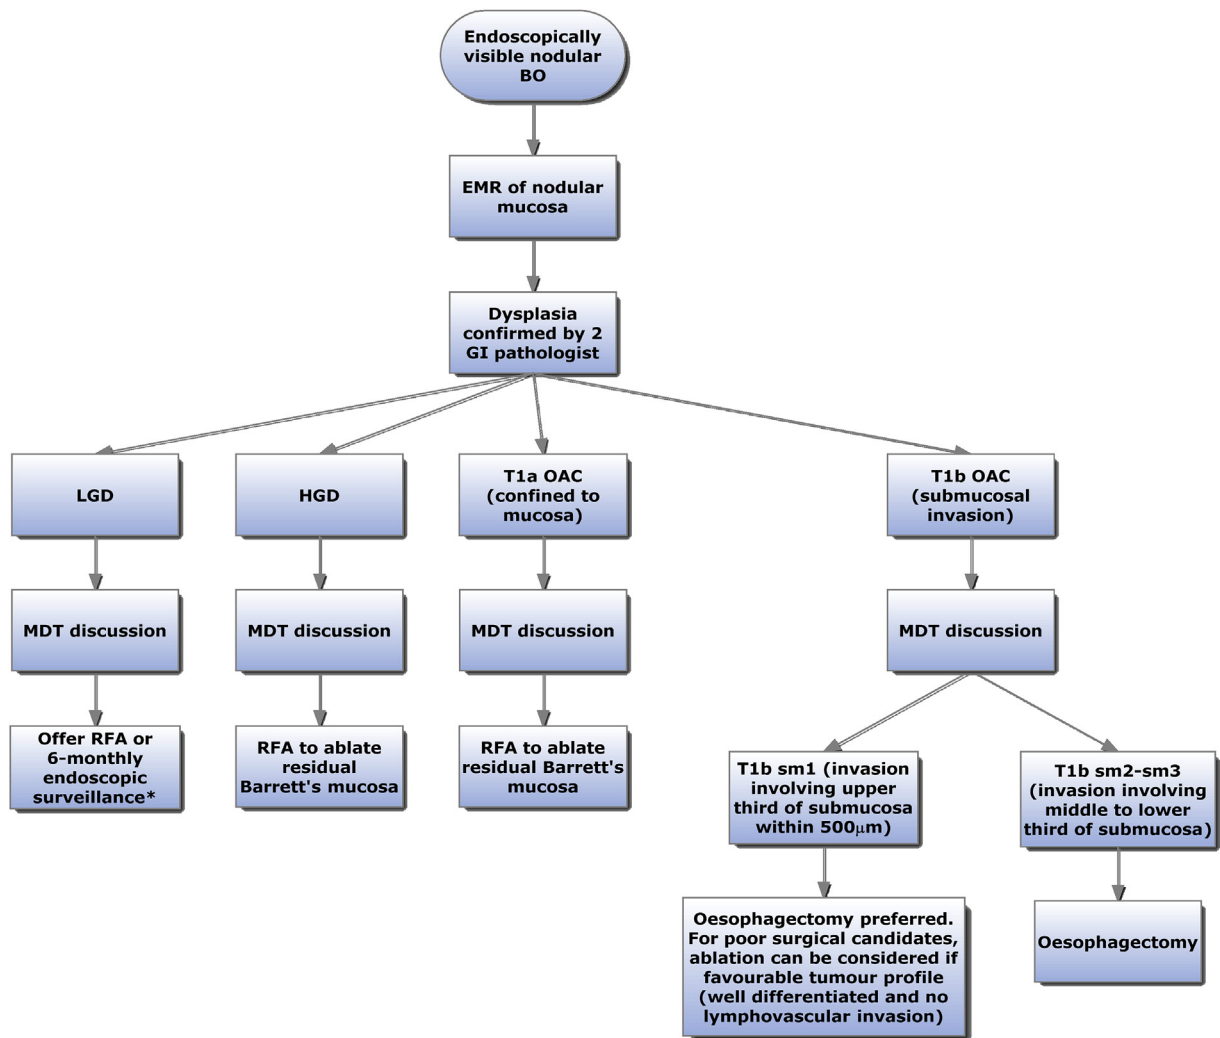 Endoscopically
visible nodular
BO
EMR of nodular
mucosa
Dysplasia
confirmed by 2
GI pathologist
LGD
HGD
T1a OAC
(confined to
mucosa)
T1b OAC
(submucosal
invasion)
MDT discussion
MDT discussion
MDT discussion
MDT discussion
Offer RFA or
6-monthly
endoscopic
surveillance*
RFA to ablate
residual
Barrett's mucosa
RFA to ablate
residual Barrett's
mucosa
T1b sm1 (invasion
involving upper
third of submucosa
within 500μm)
T1b sm2-sm3
(invasion involving
middle to lower
third of submucosa)
Oesophagectomy preferred.
For poor surgical candidates,
ablation can be considered if
favourable tumour profile
(well differentiated and no
lymphovascular invasion)
Oesophagectomy